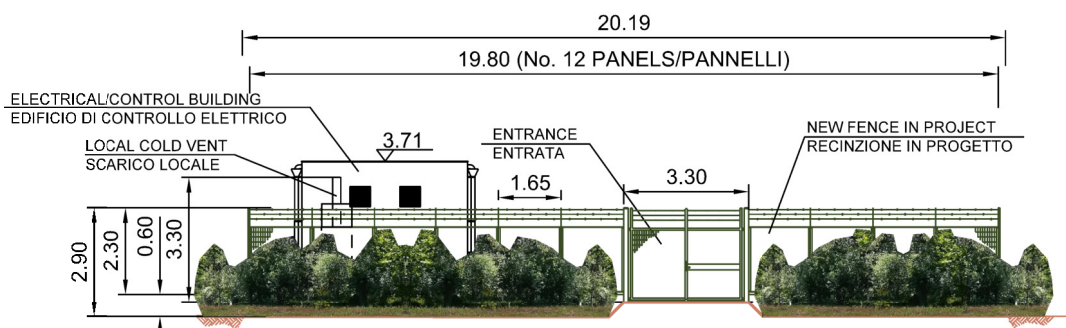 20.19
19.80 (No. 12 PANELS/PANNELLI)
ELECTRICAL/CONTROL BUILDING
EDIFICIO DI CONTROLLO ELETTRICO
LOCAL COLD VENT
SCARICO LOCALE
3.71
ENTRANCE
ENTRATA
NEW FENCE IN PROJECT
RECINZIONE IN PROGETTO
1.65
3.30
2.90
2.30
0.60
3.30